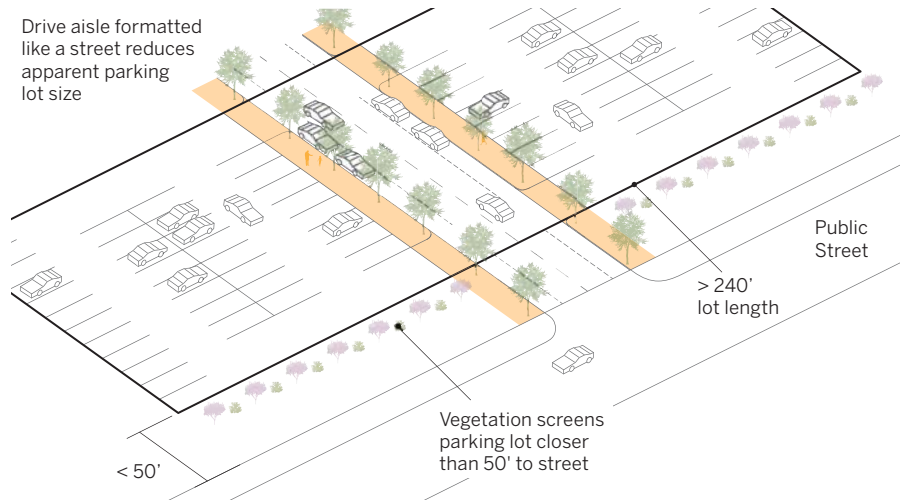 Drive aisle formatted
like a street reduces
apparent parking
lot size
Public
Street
> 240’
lot length
Vegetation screens
parking lot closer
than 50' to street
< 50’